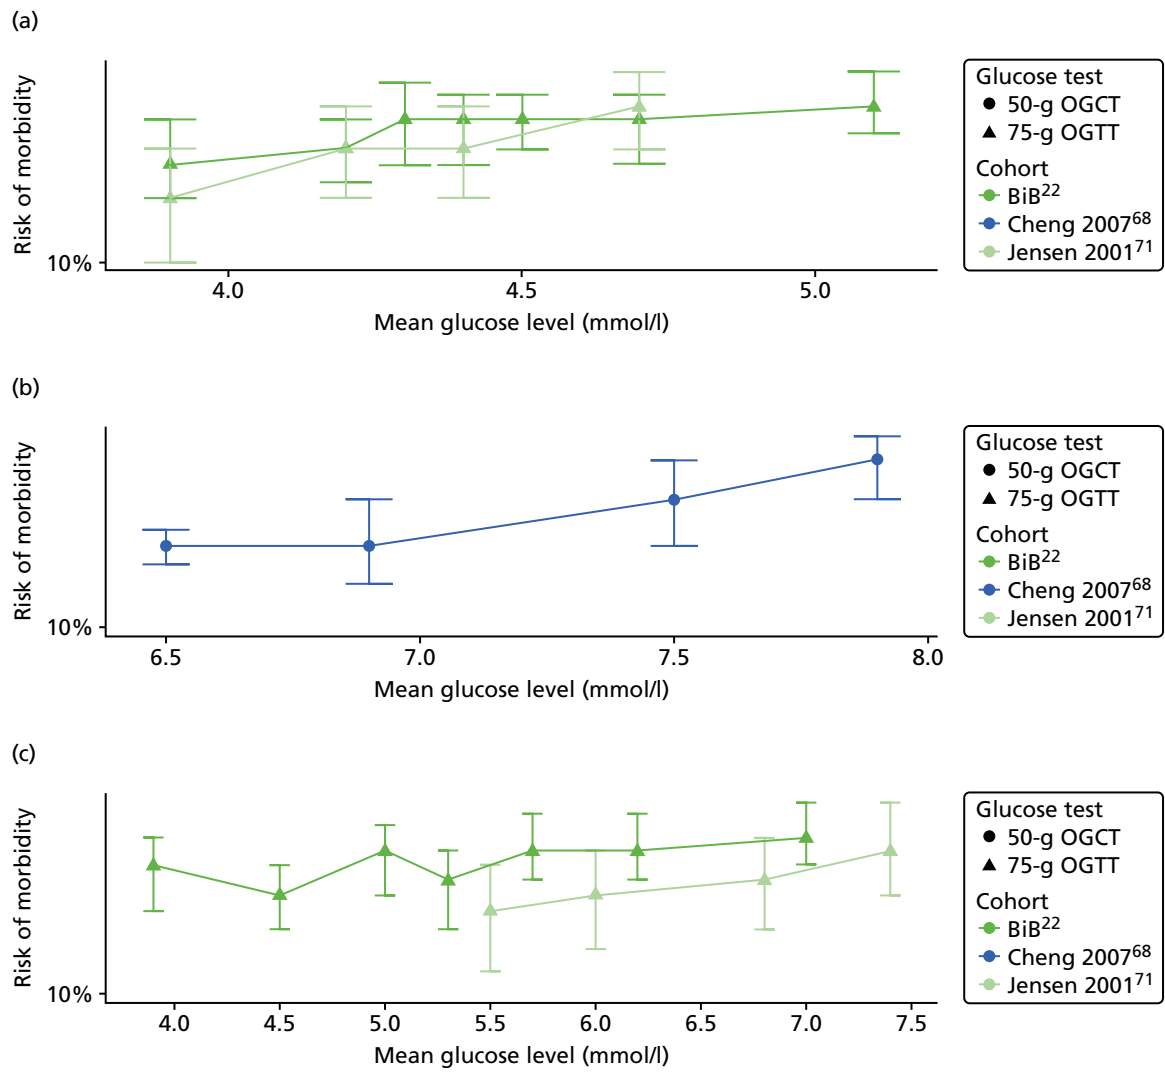 (a)
Risk of morbidity
10%
4.0 4.5 5.0
Mean glucose level (mmol/l)
Glucose test
50-g OGCT
75-g OGTT
Cohort
BiB22
Cheng 200768
Jensen 200171
(b)
Risk of morbidity
10%
6.5 7.0 7.5 8.0
Mean glucose level (mmol/l)
Glucose test
50-g OGCT
75-g OGTT
Cohort
BiB22
Cheng 200768
Jensen 200171
(c)
Risk of morbidity
10%
4.0 4.5 5.0 5.5 6.0 6.5 7.0 7.5
Mean glucose level (mmol/l)
Glucose test
50-g OGCT
75-g OGTT
Cohort
BiB22
Cheng 200768
Jensen 200171